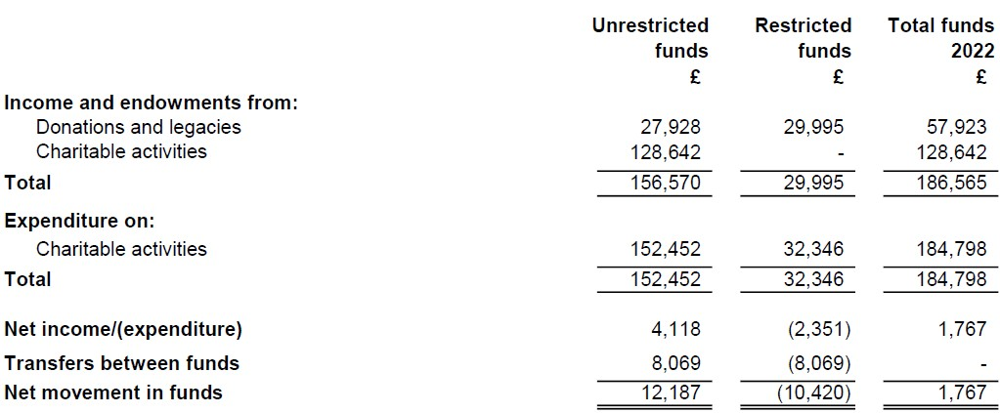 Unrestricted Restricted Total funds
funds funds 2022
£ £ £
Income and endowments from:
Donations and legacies 27,928 29,995 57,923
Charitable activities 128,642 - 128,642
Total 156,570 29,995 186,565
Expenditure on:
Charitable activities 152,452 32,346 184,798
Total 152,452 32,346 184,798
Net income/(expenditure) 4,118 (2,351) 1,767
Transfers between funds 8,069 (8,069) -
Net movement in funds 12,187 (10,420) 1,767